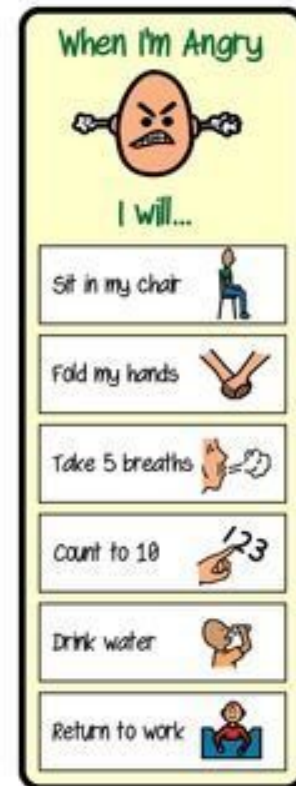 When I'm Angry
I will...
Sit in my chair
Fold my hands
Take 5 breaths
Count to 10
123
Drink water
Return to work